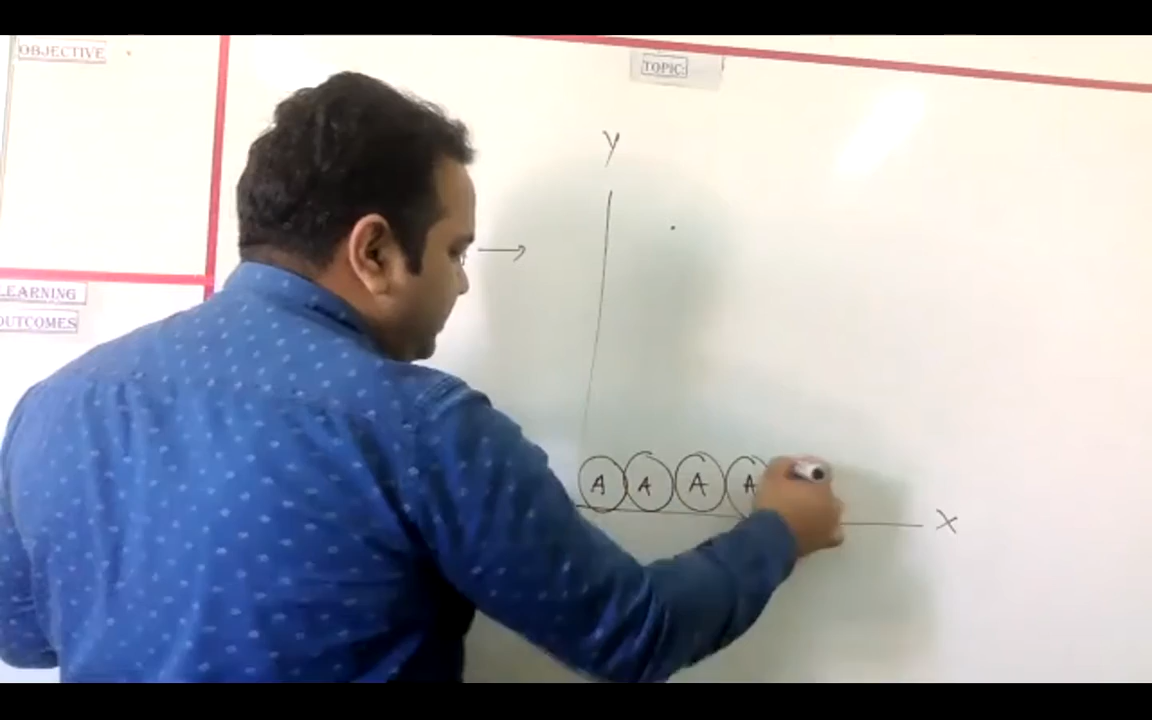 OBJECTIVE
TOPIC:
Y
LEARNING
OUTCOMES
A A A A
X